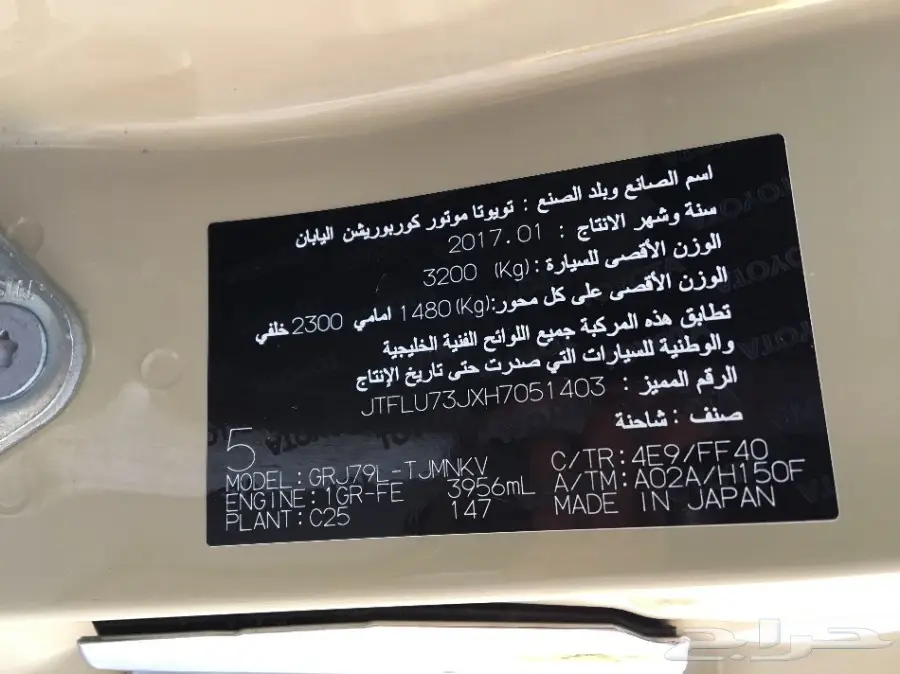 اسم الصانع وبلد الصنع : تويوتا موتور كوربوريشن اليابان
سنة وشهر الانتاج : 2017.01
الوزن الأقصى للسيارة : (Kg) 3200
الوزن الأقصى على كل محور:(Kg)1480 امامي 2300 خلفي
تطابق هذه المركبة جميع اللوائح الفنية الخليجية
والوطنية للسيارات التي صدرت حتى تاريخ الإنتاج
الرقم المميز : JTFLU73JXH7051403
صنف : شاحنة
5
MODEL:GRJ79L-TJMNKV C/TR:4E9/FF40
ENGINE:1GR-FE 3956mL A/TM:A02A/H150F
PLANT:C25 147 MADE IN JAPAN
TOYOTA
حراج